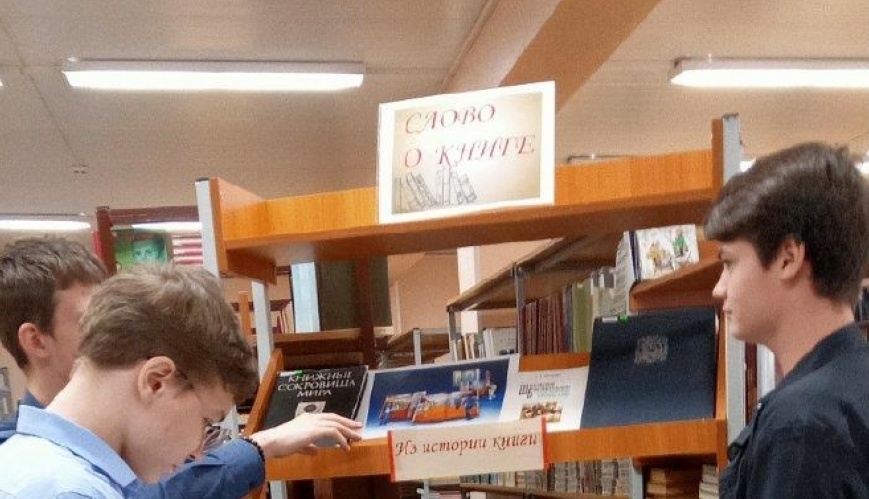 СЛОВО
О КНИГЕ
КНИЖНЫЕ
СОКРОВИЩА
МИРА
Из истории книги